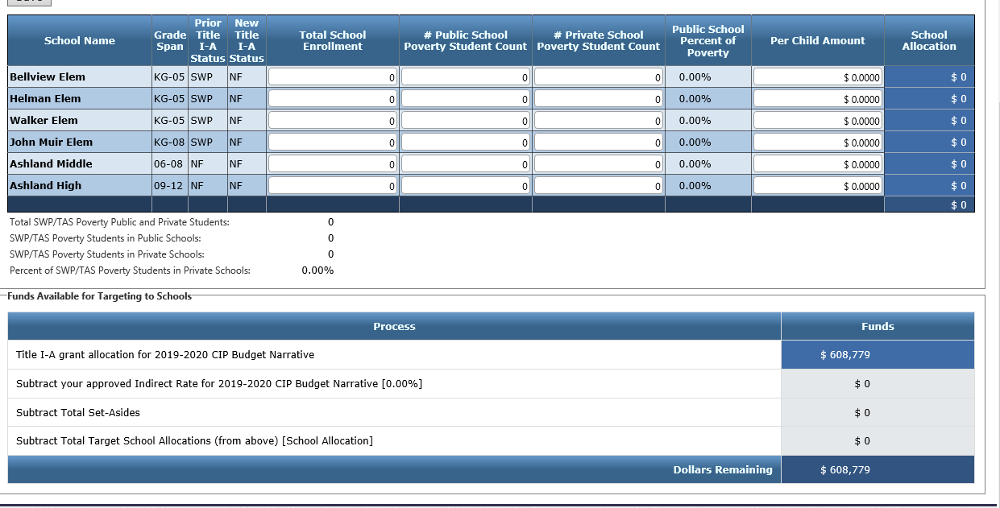 School Name Grade Span Prior Title I-A Status New Title I-A Status Total School Enrollment # Public School Poverty Student Count # Private School Poverty Student Count Public School Percent of Poverty Per Child Amount School Allocation
Bellview Elem KG-05 SWP NF 0 0 0 0.00% $ 0.0000 $ 0
Helman Elem KG-05 SWP NF 0 0 0 0.00% $ 0.0000 $ 0
Walker Elem KG-05 SWP NF 0 0 0 0.00% $ 0.0000 $ 0
John Muir Elem KG-08 SWP NF 0 0 0 0.00% $ 0.0000 $ 0
Ashland Middle 06-08 NF NF 0 0 0 0.00% $ 0.0000 $ 0
Ashland High 09-12 NF NF 0 0 0 0.00% $ 0.0000 $ 0
$ 0
Total SWP/TAS Poverty Public and Private Students: 0
SWP/TAS Poverty Students in Public Schools: 0
SWP/TAS Poverty Students in Private Schools: 0
Percent of SWP/TAS Poverty Students in Private Schools: 0.00%
Funds Available for Targeting to Schools
Process Funds
Title I-A grant allocation for 2019-2020 CIP Budget Narrative $ 608,779
Subtract your approved Indirect Rate for 2019-2020 CIP Budget Narrative [0.00%] $ 0
Subtract Total Set-Asides $ 0
Subtract Total Target School Allocations (from above) [School Allocation] $ 0
Dollars Remaining $ 608,779